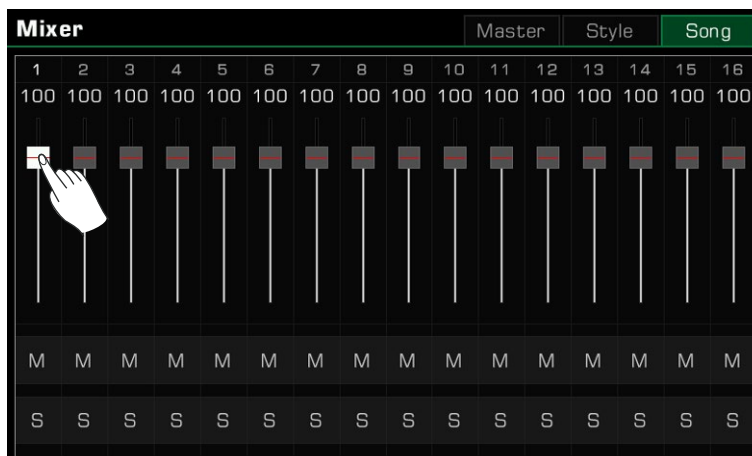 Mixer Master Style Song
1 2 3 4 5 6 7 8 9 10 11 12 13 14 15 16
100 100 100 100 100 100 100 100 100 100 100 100 100 100 100 100
M M M M M M M M M M M M M M M M
S S S S S S S S S S S S S S S S